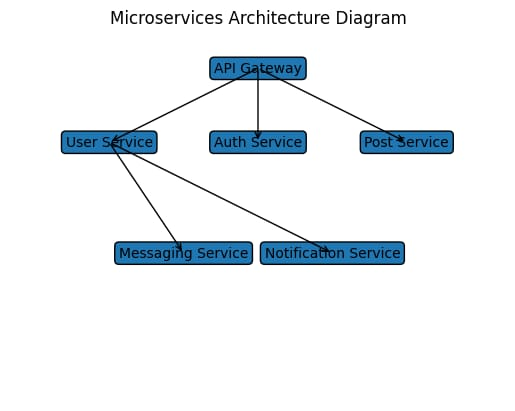 Microservices Architecture Diagram
API Gateway
User Service
Auth Service
Post Service
Messaging Service
Notification Service